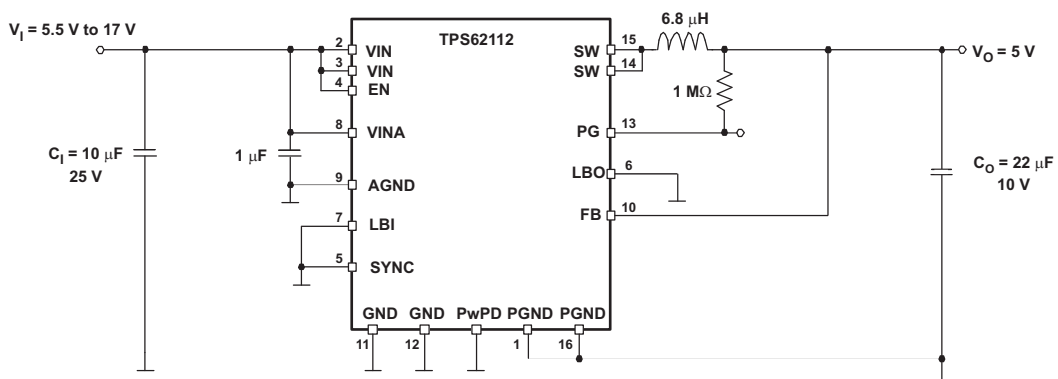 V_I = 5.5 V to 17 V
TPS62112
6.8 μH
2 VIN
3 VIN
4 EN
8 VINA
9 AGND
7 LBI
5 SYNC
C_I = 10 μF
25 V
1 μF
SW 15
SW 14
1 MΩ
PG 13
LBO 6
FB 10
V_O = 5 V
C_O = 22 μF
10 V
GND GND PwPD PGND PGND
11 12 1 16